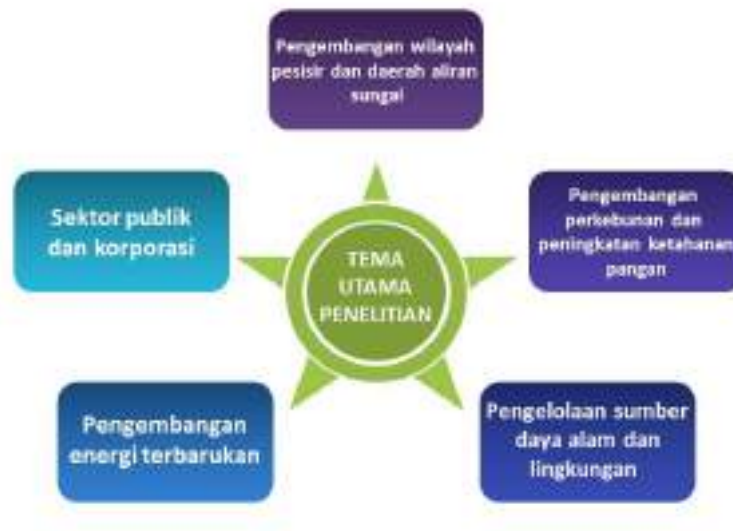 Pengembangan wilayah
pesisir dan daerah aliran
sungai
Sektor publik
dan korporasi
Pengembangan
perkebunan dan
peningkatan ketahanan
pangan
TEMA
UTAMA
PENELITIAN
Pengembangan
energi terbarukan
Pengelolaan sumber
daya alam dan
lingkungan